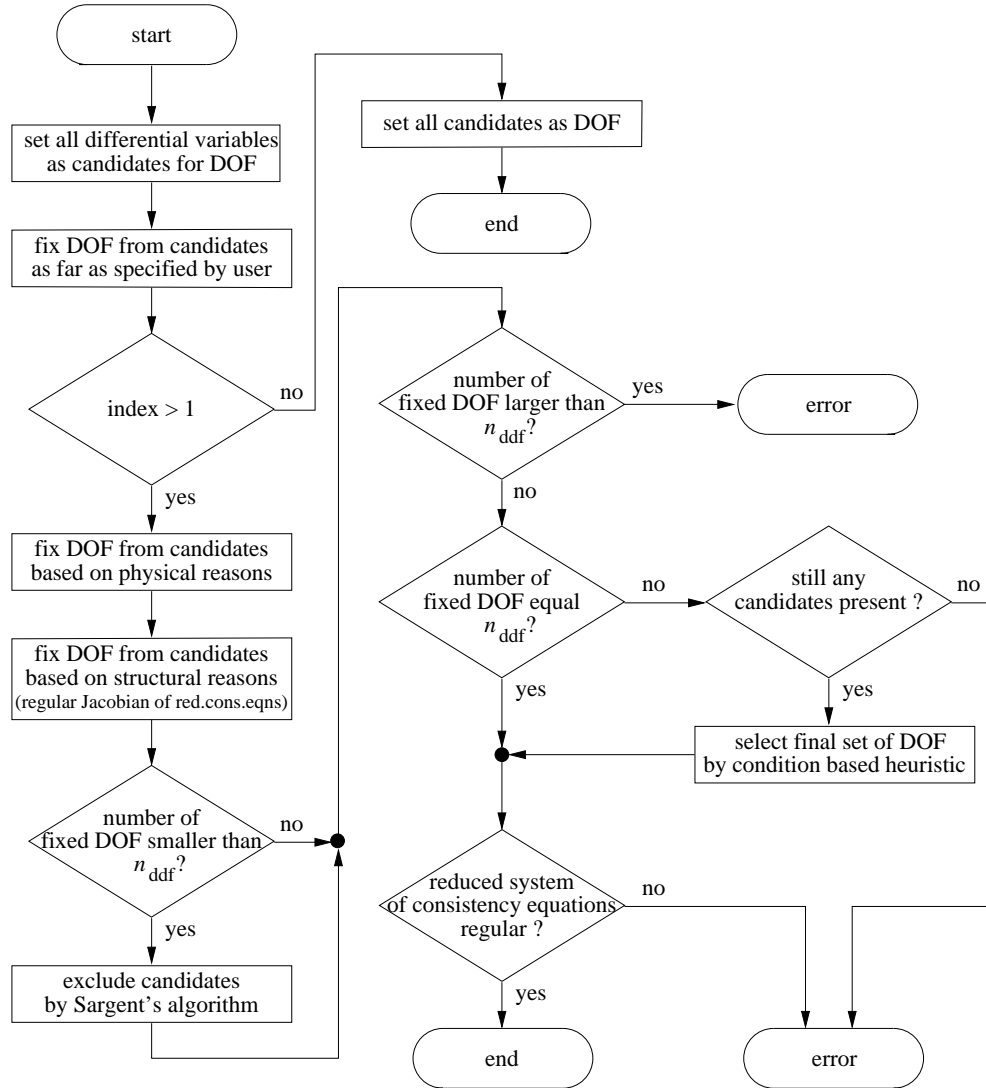 start
set all differential variables
as candidates for DOF
fix DOF from candidates
as far as specified by user
index > 1
no
yes
fix DOF from candidates
based on physical reasons
fix DOF from candidates
based on structural reasons
(regular Jacobian of red.cons.eqns)
number of
fixed DOF smaller than
n ddf ?
no
yes
exclude candidates
by Sargent's algorithm
set all candidates as DOF
end
number of
fixed DOF larger than
n ddf ?
yes
error
no
number of
fixed DOF equal
n ddf ?
no
still any
candidates present ?
no
yes
yes
select final set of DOF
by condition based heuristic
reduced system
of consistency equations
regular ?
no
yes
end
error